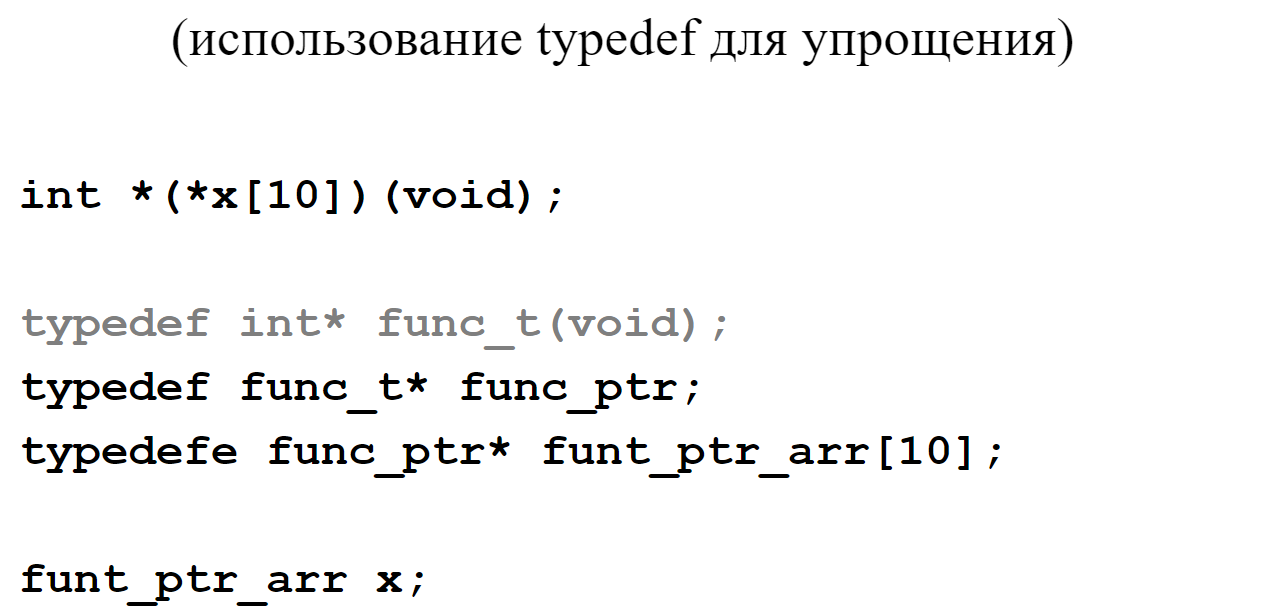 (использование typedef для упрощения)
int *(*x[10])(void);
typedef int* func_t(void);
typedef func_t* func_ptr;
typedefe func_ptr* funt_ptr_arr[10];
funt_ptr_arr x;